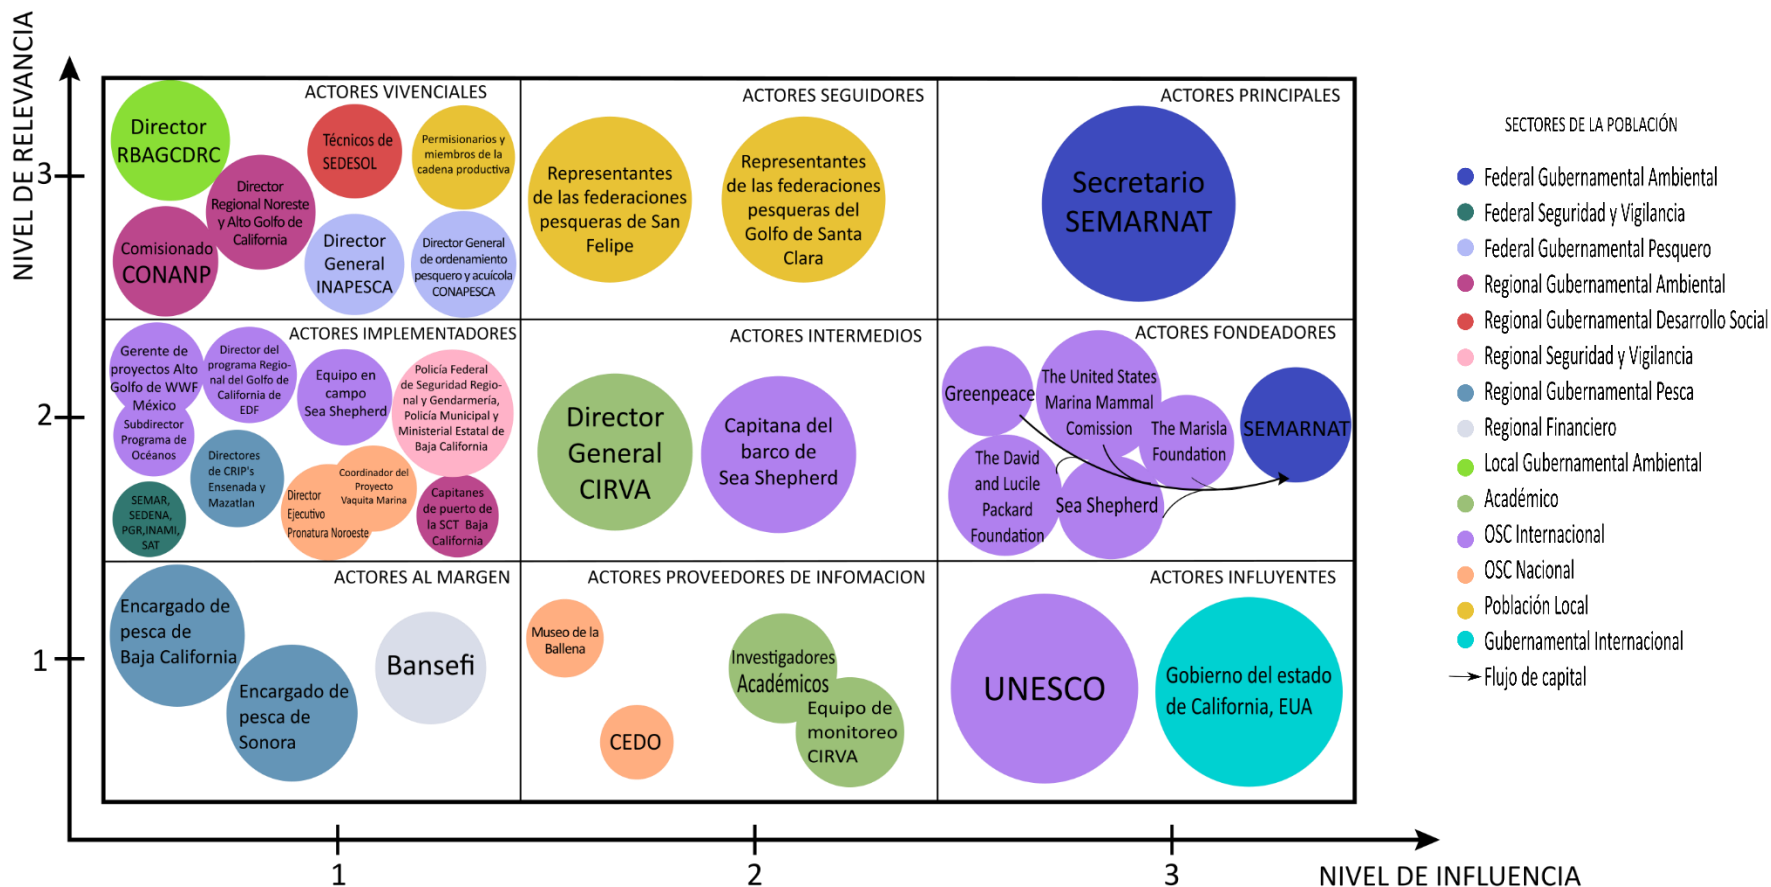 NIVEL DE RELEVANCIA
3
2
1
ACTORES VIVENCIALES
Director
RBAGCDRC
Director
Regional Noreste
y Alto Golfo de
California
Comisionado
CONANP
Técnicos de
SEDESOL
Permisionarios y
miembros de la
cadena productiva
Director
General
INAPESCA
Director General
de ordenamiento
pesquero y acuícola
CONAPESCA
ACTORES SEGUIDORES
Representantes
de las federaciones
pesqueras de San
Felipe
Representantes
de las federaciones
pesqueras del
Golfo de Santa
Clara
ACTORES PRINCIPALES
Secretario
SEMARNAT
ACTORES IMPLEMENTADORES
Gerente de
proyectos Alto
Golfo de WWF
México
Subdirector
Programa de
Océanos
Director del
programa Regio-
nal del Golfo de
California de
EDF
Equipo en
campo
Sea Shepherd
Policía Federal
de Seguridad Regio-
nal y Gendarmería,
Policía Municipal y
Ministerial Estatal de
Baja California
SEMAR,
SEDENA,
PGR,INAMI,
SAT
Directores
de CRIP's
Ensenada y
Mazatlan
Director
Ejecutivo
Pronatura Noroeste
Coordinador del
Proyecto
Vaquita Marina
Capitanes
de puerto de
la SCT Baja
California
ACTORES INTERMEDIOS
Director
General
CIRVA
Capitana del
barco de
Sea Shepherd
ACTORES FONDEADORES
Greenpeace
The United States
Marina Mammal
Comission
The Marisla
Foundation
SEMARNAT
The David
and Lucile
Packard
Foundation
Sea Shepherd
ACTORES AL MARGEN
Encargado de
pesca de
Baja California
Encargado de
pesca de
Sonora
Bansefi
ACTORES PROVEEDORES DE INFOMACION
Museo de la
Ballena
CEDO
Investigadores
Académicos
Equipo de
monitoreo
CIRVA
ACTORES INFLUYENTES
UNESCO
Gobierno del estado
de California, EUA
1
2
3
NIVEL DE INFLUENCIA
SECTORES DE LA POBLACIÓN
Federal Gubernamental Ambiental
Federal Seguridad y Vigilancia
Federal Gubernamental Pesquero
Regional Gubernamental Ambiental
Regional Gubernamental Desarrollo Social
Regional Seguridad y Vigilancia
Regional Gubernamental Pesca
Regional Financiero
Local Gubernamental Ambiental
Académico
OSC Internacional
OSC Nacional
Población Local
Gubernamental Internacional
Flujo de capital